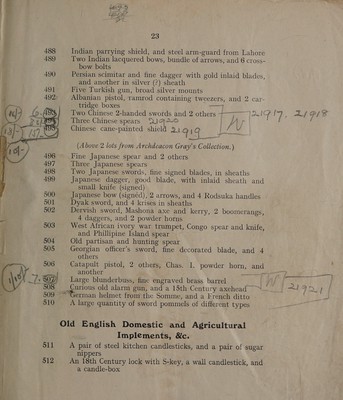 23
488 Indian parrying shield, and steel arm-guard from Lahore
489 Two Indian lacquered bows, bundle of arrows, and 6 cross-
bow bolts
490 Persian scimitar and fine dagger with gold inlaid blades,
and another in silver (?) sheath
491 Five Turkish gun, broad silver mounts
492 Albanian pistol, ramrod containing tweezers, and 2 car-
tridge boxes
493 Two Chinese 2-handed swords and 2 others W 21917, 21918
494 Three Chinese spears 21920
495 Chinese cane-painted shield 21919
(Above 2 lots from Archdeacon Gray's Collection.)
10/-
496 Fine Japanese spear and 2 others
497 Three Japanese spears
498 Two Japanese swords, fine signed blades, in sheaths
499 Japanese dagger, good blade, with inlaid sheath and
small knife (signed)
500 Japanese bow (signed), 2 arrows, and 4 Kodsuka handles
501 Dyak sword, and 4 krises in sheaths
502 Dervish sword, Mashona axe and kerry, 2 boomerangs,
4 daggers, and 2 powder horns
503 West African ivory war trumpet, Congo spear and knife,
and Phillipine Island spear
504 Old partisan and hunting spear
505 Georgian officer's sword, fine decorated blade, and 4
others
506 Catapult pistol, 2 others, Chas. I. powder horn, and
another
507 Large blunderbuss, fine engraved brass barrel
508 Curious old alarm gun, and a 15th Century axehead W 21921
509 German helmet from the Somme, and a French ditto
510 A large quantity of sword pommels of different types
Old English Domestic and Agricultural
Implements, &c.
511 A pair of steel kitchen candlesticks, and a pair of sugar
nippers
512 An 18th Century lock with S-key, a wall candlestick, and
a candle-box